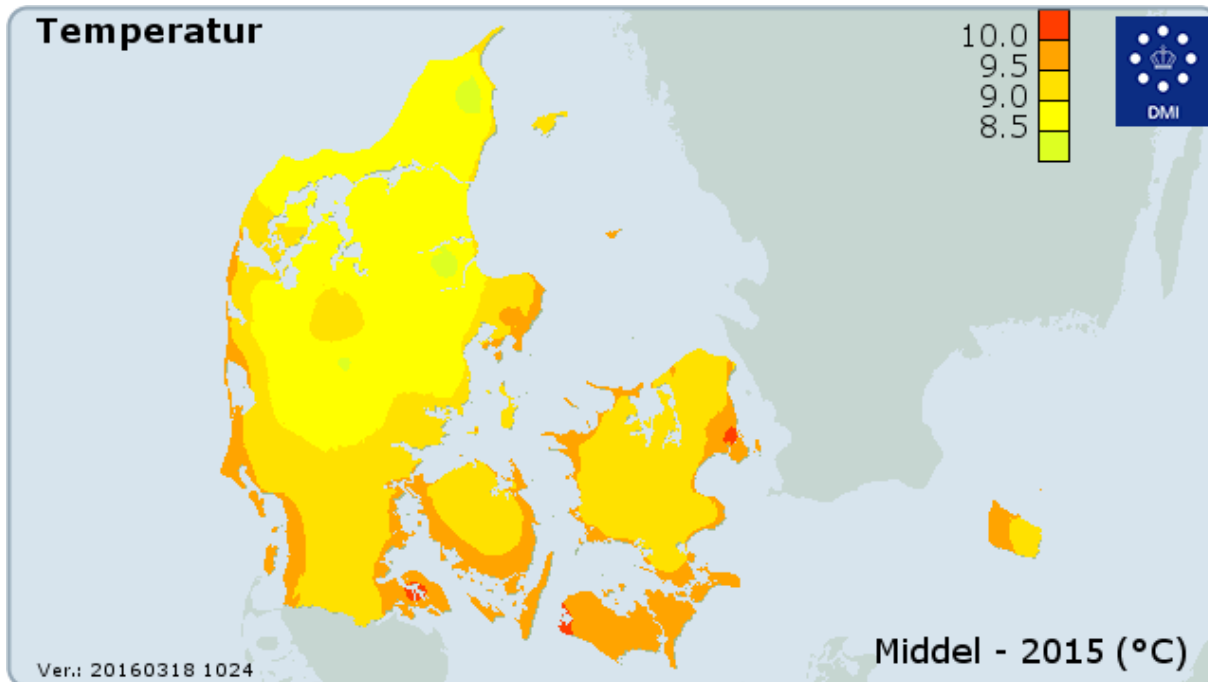 Temperatur
10.0
9.5
9.0
8.5
DMI
Middel - 2015 (°C)
Ver.: 20160318 1024